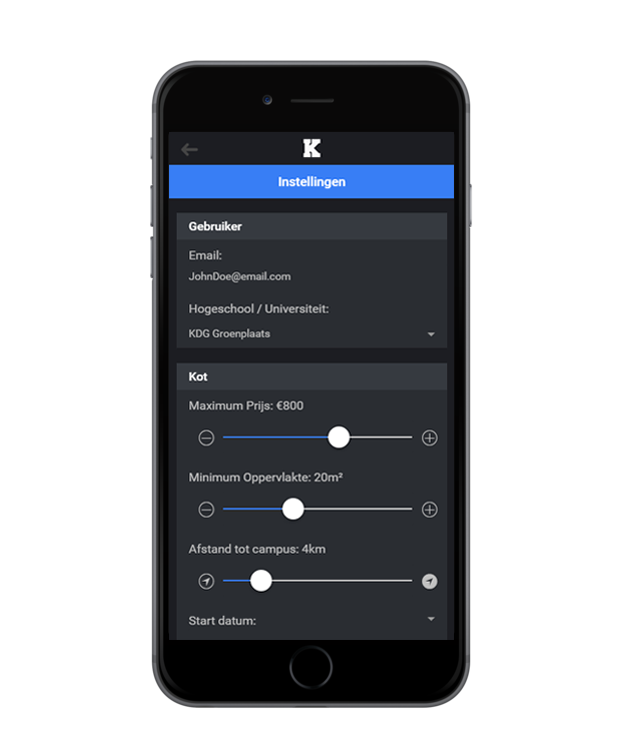 K
Instellingen
Gebruiker
Email:
JohnDoe@email.com
Hogeschool / Universiteit:
KDG Groenplaats
Kot
Maximum Prijs: €800
Minimum Oppervlakte: 20m²
Afstand tot campus: 4km
Start datum: